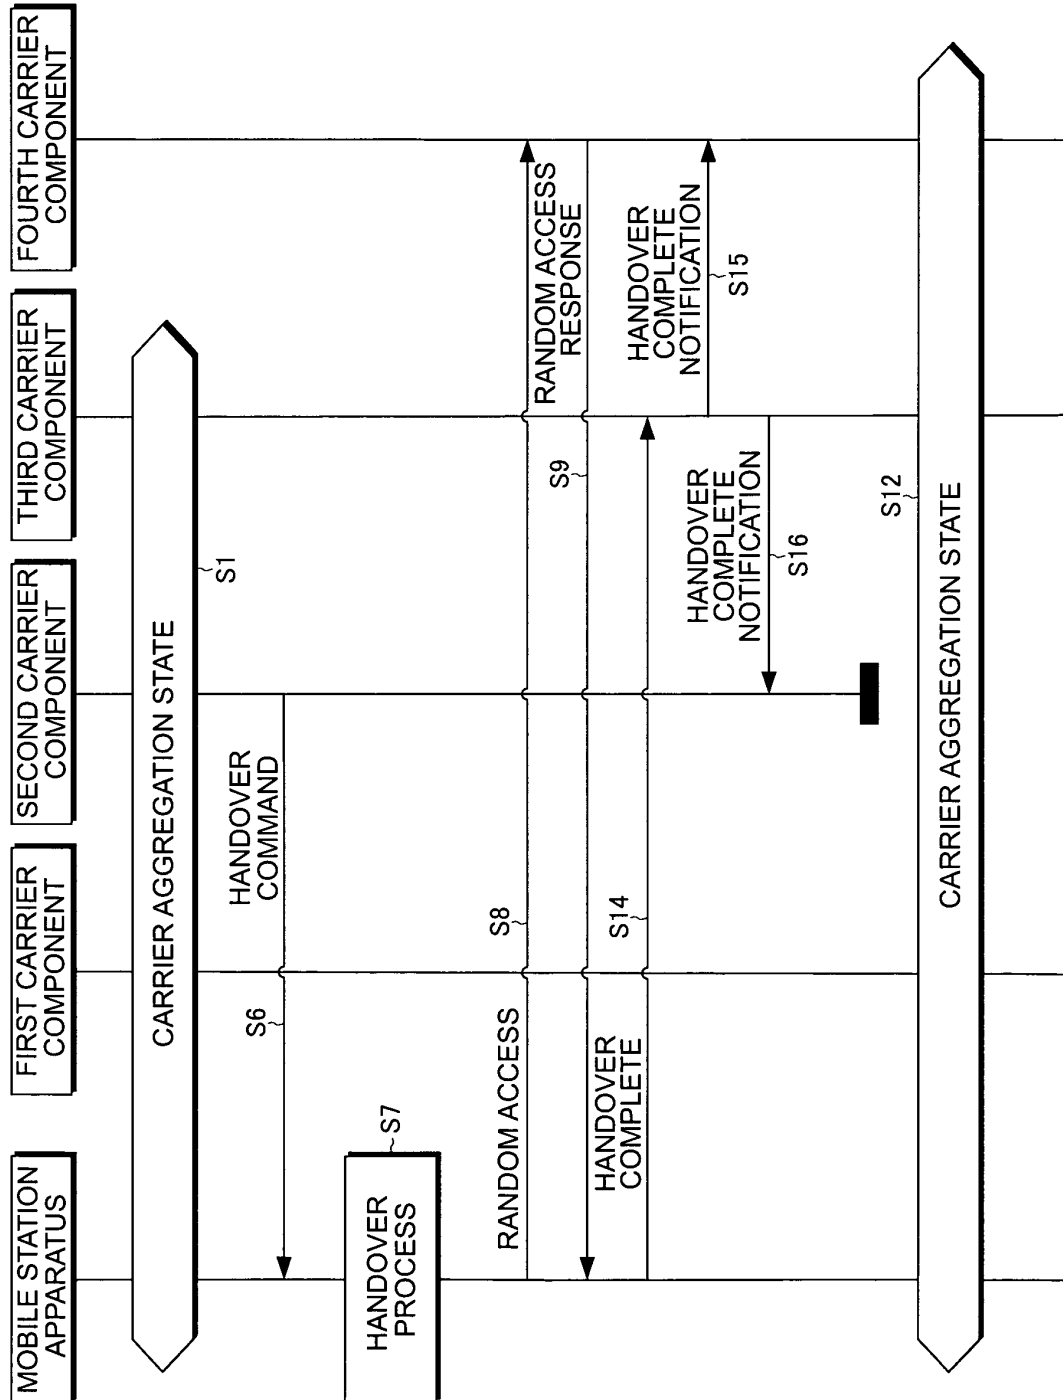 MOBILE STATION
APPARATUS
FIRST CARRIER
COMPONENT
SECOND CARRIER
COMPONENT
THIRD CARRIER
COMPONENT
FOURTH CARRIER
COMPONENT
CARRIER AGGREGATION STATE
S1
HANDOVER
COMMAND
S6
HANDOVER
PROCESS
S7
RANDOM ACCESS
S8
RANDOM ACCESS
RESPONSE
S9
HANDOVER
COMPLETE
S14
HANDOVER
COMPLETE
NOTIFICATION
S15
HANDOVER
COMPLETE
NOTIFICATION
S16
S12
CARRIER AGGREGATION STATE